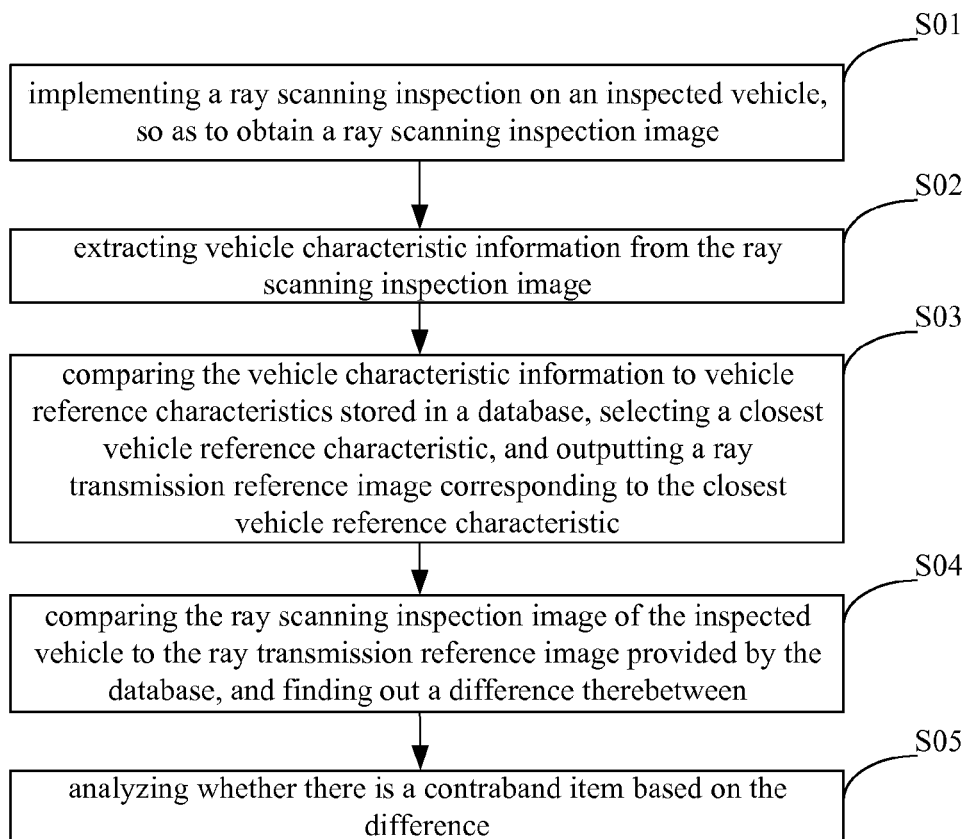 S01
implementing a ray scanning inspection on an inspected vehicle,
so as to obtain a ray scanning inspection image
S02
extracting vehicle characteristic information from the ray
scanning inspection image
S03
comparing the vehicle characteristic information to vehicle
reference characteristics stored in a database, selecting a closest
vehicle reference characteristic, and outputting a ray
transmission reference image corresponding to the closest
vehicle reference characteristic
S04
comparing the ray scanning inspection image of the inspected
vehicle to the ray transmission reference image provided by the
database, and finding out a difference therebetween
S05
analyzing whether there is a contraband item based on the
difference